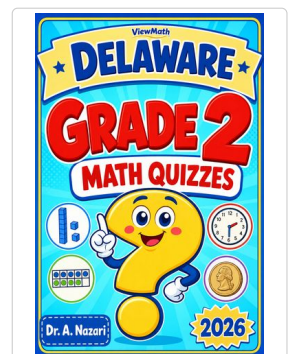 ViewMath
DELAWARE
GRADE 2
MATH QUIZZES
Dr. A. Nazari
2026